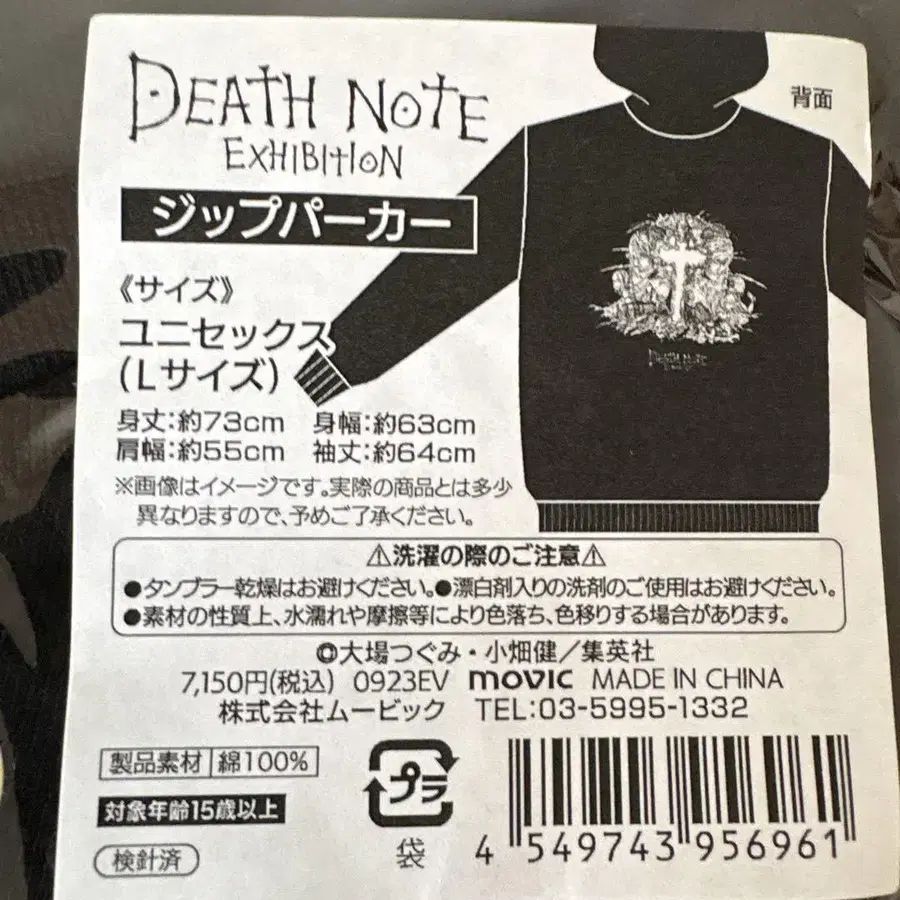 DEATH NOTE
EXHIBITION
背面
ジップパーカー
《サイズ》
ユニセックス
(Lサイズ)
身丈:約73cm 身幅:約63cm
肩幅:約55cm 袖丈:約64cm
※画像はイメージです。実際の商品とは多少
異なりますので、予めご了承ください。
DEATH NOTE
⚠洗濯の際のご注意⚠
●タンブラー乾燥はお避けください。●漂白剤入りの洗剤のご使用はお避けください。
●素材の性質上、水濡れや摩擦等により色落ち、色移りする場合があります。
©大場つぐみ・小畑健/集英社
7,150円(税込) 0923EV movic MADE IN CHINA
株式会社ムービック TEL:03-5995-1332
製品素材 綿100%
対象年齢15歳以上
検針済
プラ
袋
4 549743 956961